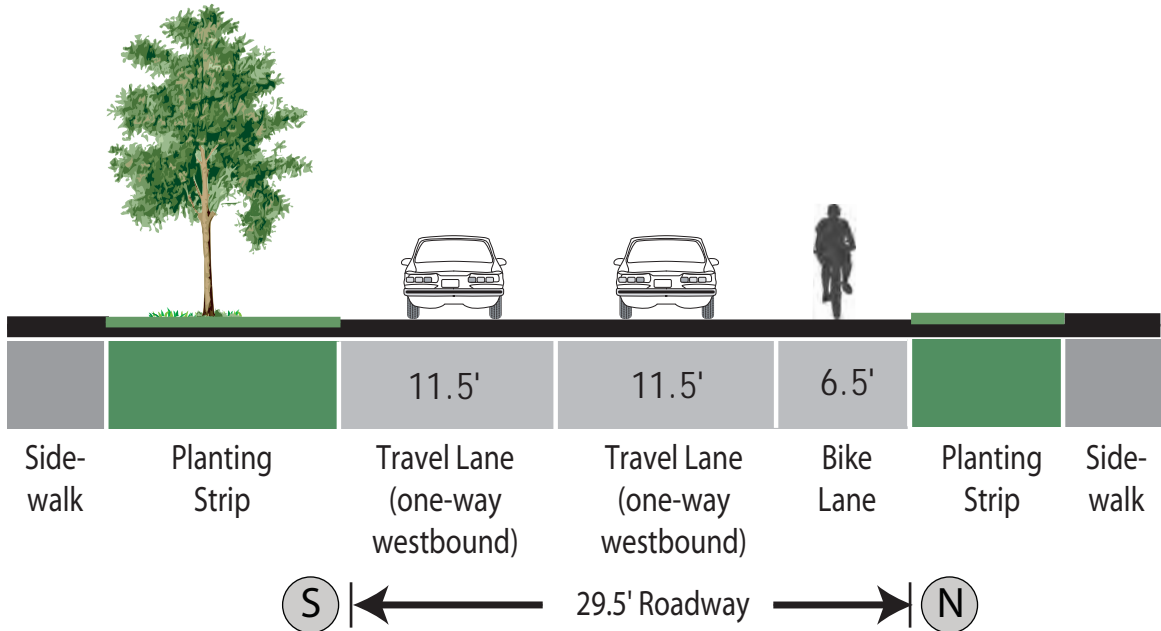 11.5'
11.5'
6.5'
Side-
walk
Planting
Strip
Travel Lane
(one-way
westbound)
Travel Lane
(one-way
westbound)
Bike
Lane
Planting
Strip
Side-
walk
S
29.5' Roadway
N